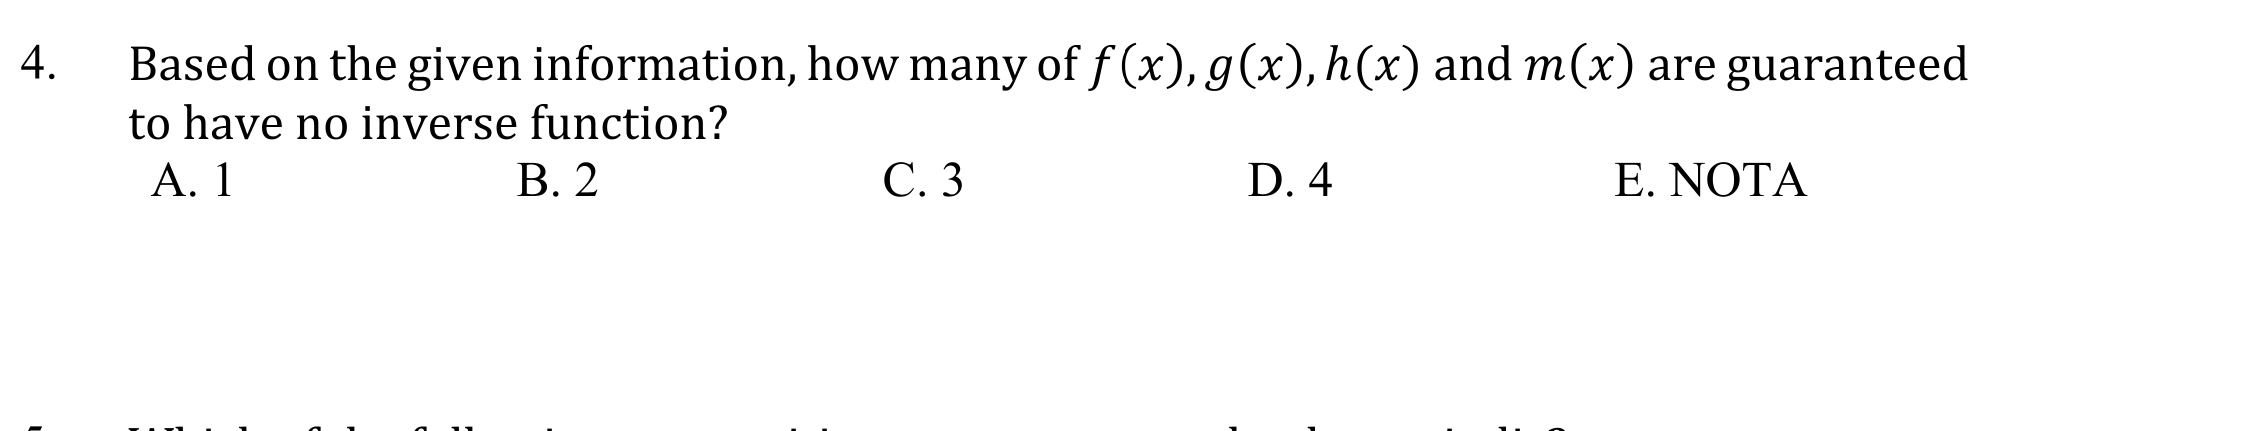 4. Based on the given information, how many of f(x), g(x), h(x) and m(x) are guaranteed
to have no inverse function?
A. 1 B. 2 C. 3 D. 4 E. NOTA